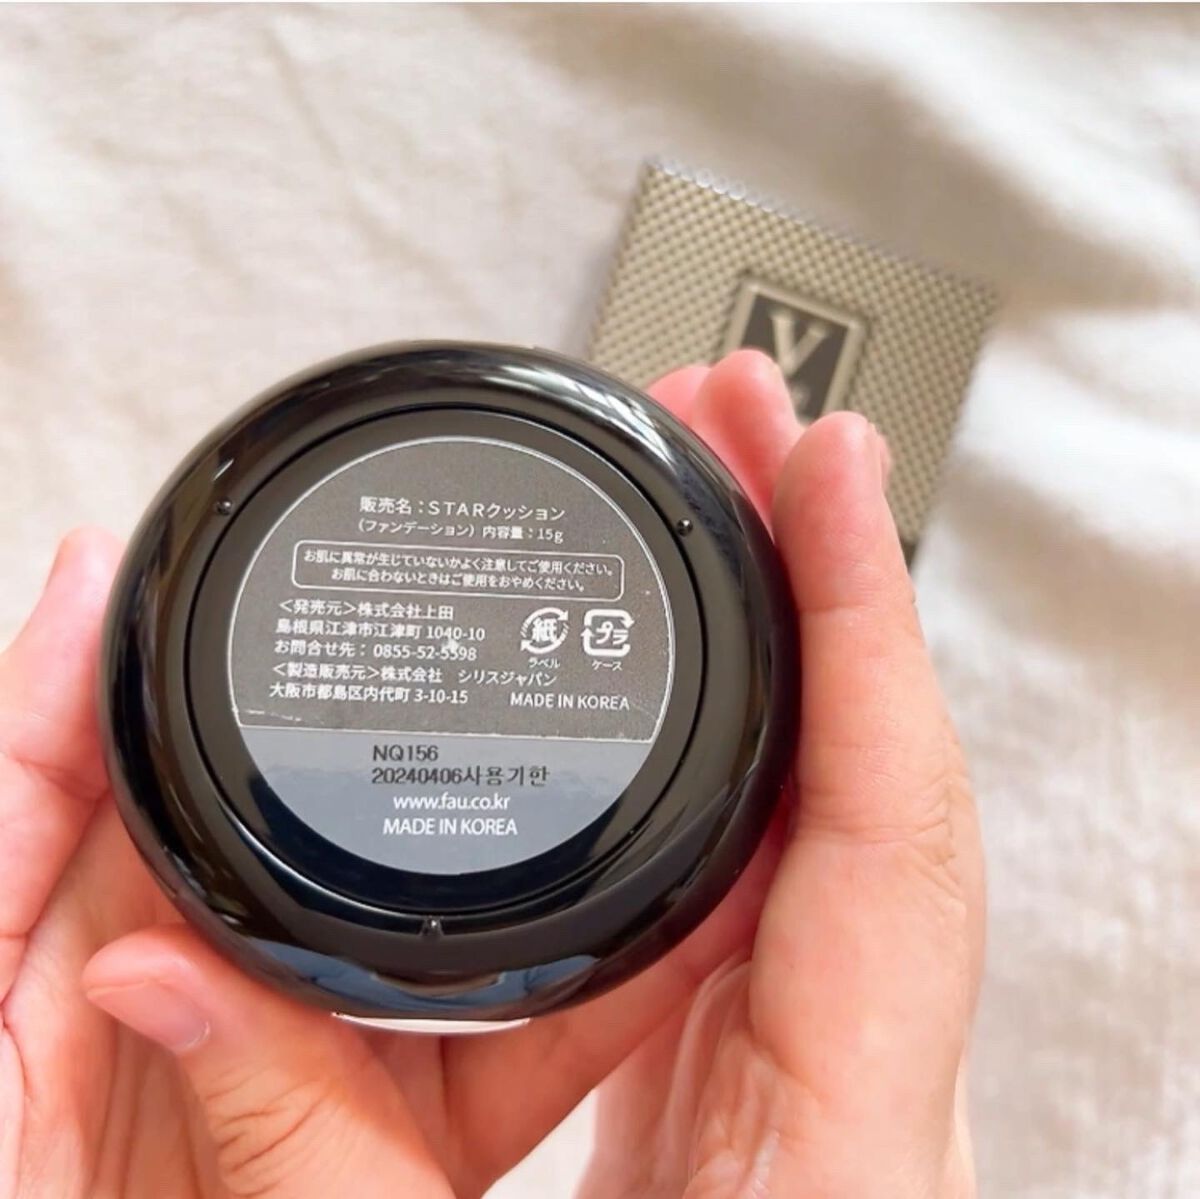 V
販売名：STARクッション
（ファンデーション）内容量：15g
お肌に異常が生じていないかよく注意してご使用ください。
お肌に合わないときはご使用をおやめください。
＜発売元＞株式会社上田
島根県江津市江津町 1040-10
お問合せ先：0855-52-5598
＜製造販売元＞株式会社　シリスジャパン
大阪市都島区内代町 3-10-15
紙
ラベル
プラ
ケース
MADE IN KOREA
NQ156
20240406사용기한
www.fau.co.kr
MADE IN KOREA